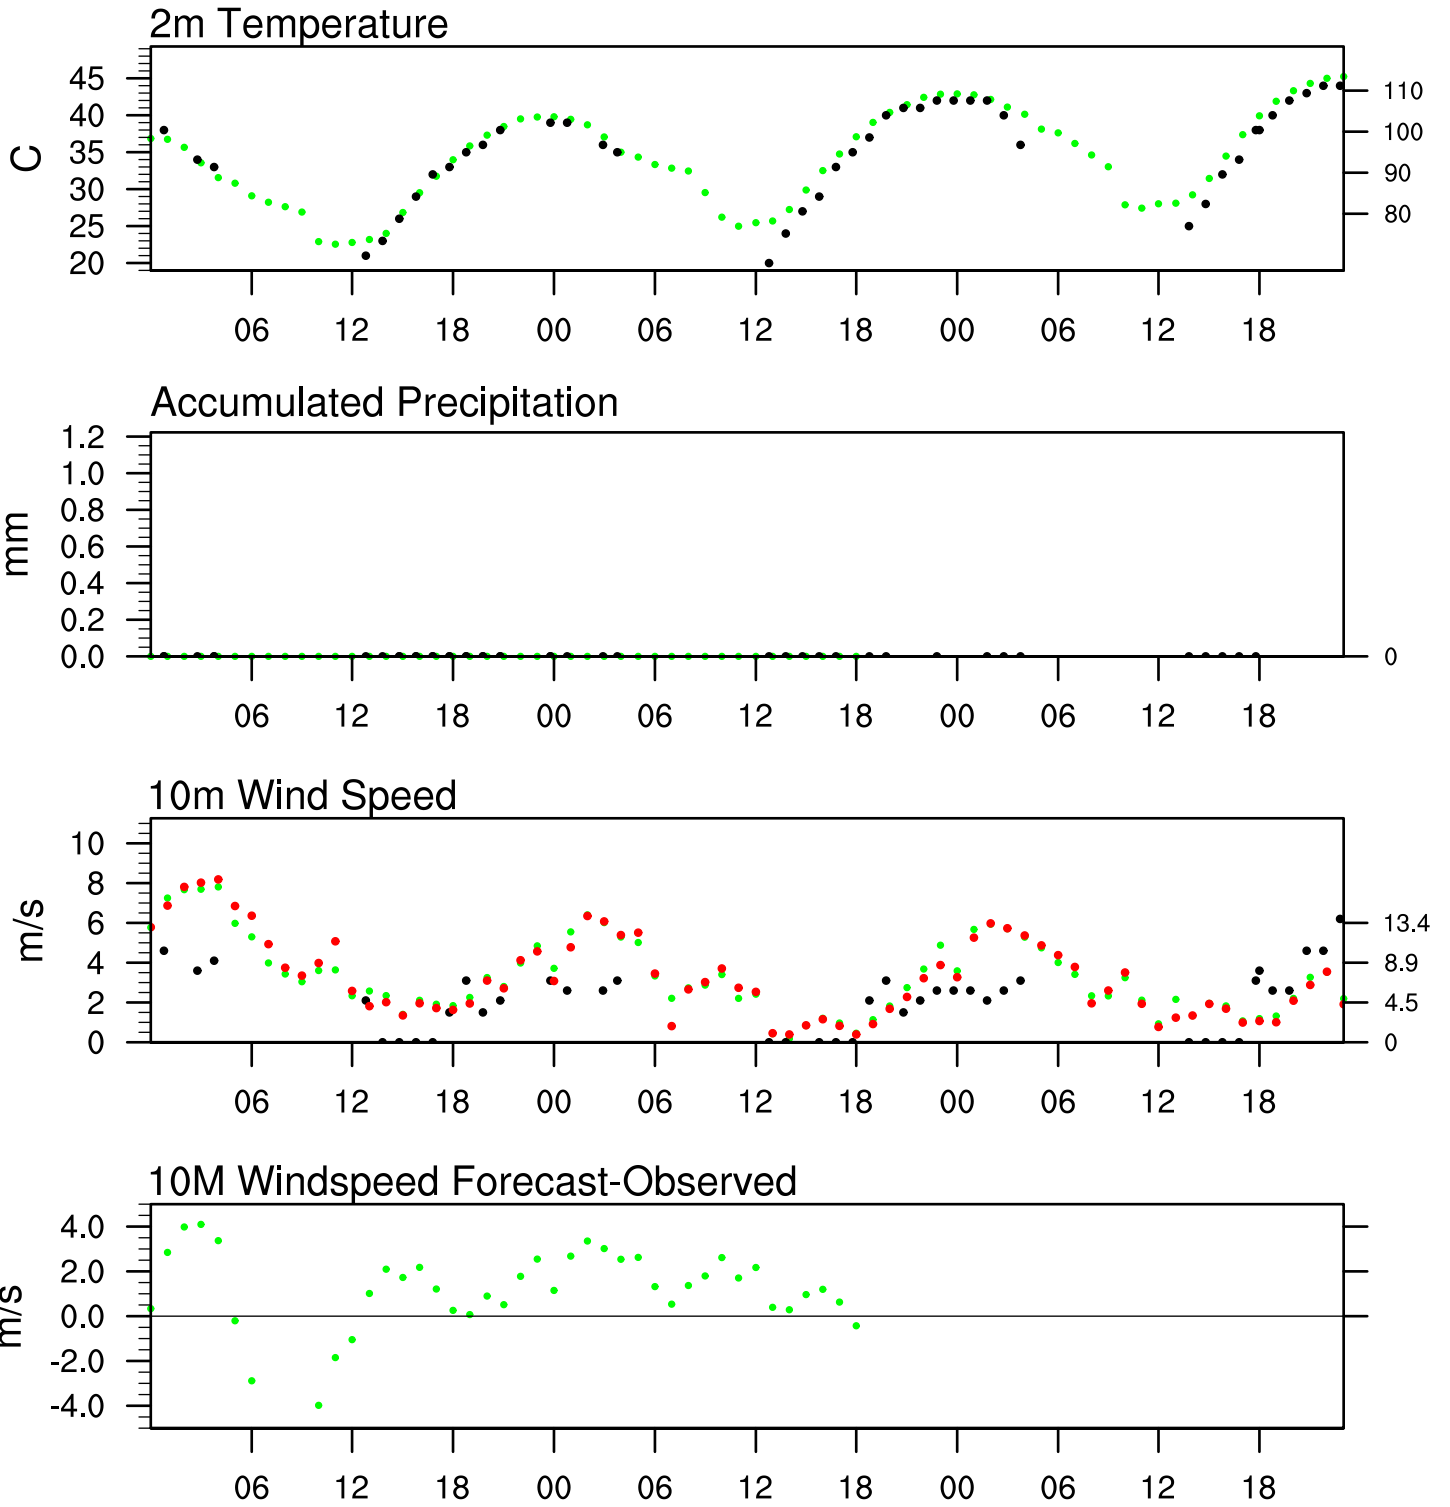 2m Temperature
C
45
40
35
30
25
20
110
100
90
80
06 12 18 00 06 12 18 00 06 12 18
Accumulated Precipitation
mm
1.2
1.0
0.8
0.6
0.4
0.2
0.0
0
06 12 18 00 06 12 18 00 06 12 18
10m Wind Speed
m/s
10
8
6
4
2
0
13.4
8.9
4.5
0
06 12 18 00 06 12 18 00 06 12 18
10M Windspeed Forecast-Observed
m/s
4.0
2.0
0.0
-2.0
-4.0
06 12 18 00 06 12 18 00 06 12 18